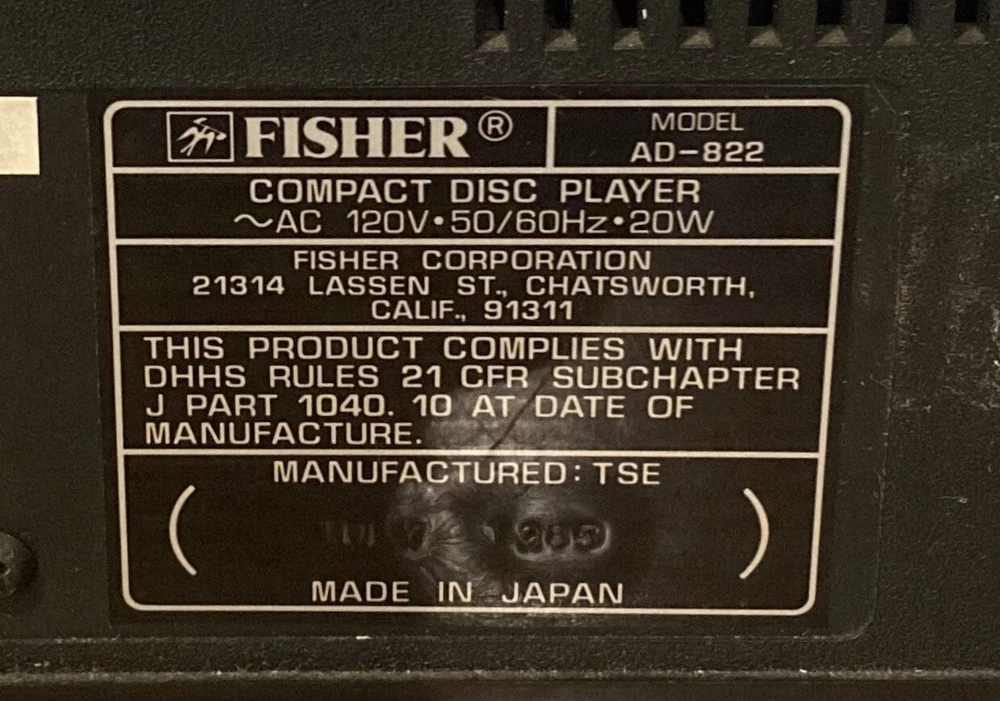 FISHER®
MODEL
AD-822
COMPACT DISC PLAYER
~AC 120V•50/60Hz•20W
FISHER CORPORATION
21314 LASSEN ST., CHATSWORTH,
CALIF., 91311
THIS PRODUCT COMPLIES WITH
DHHS RULES 21 CFR SUBCHAPTER
J PART 1040. 10 AT DATE OF
MANUFACTURE.
MANUFACTURED: TSE
( 1985 )
MADE IN JAPAN